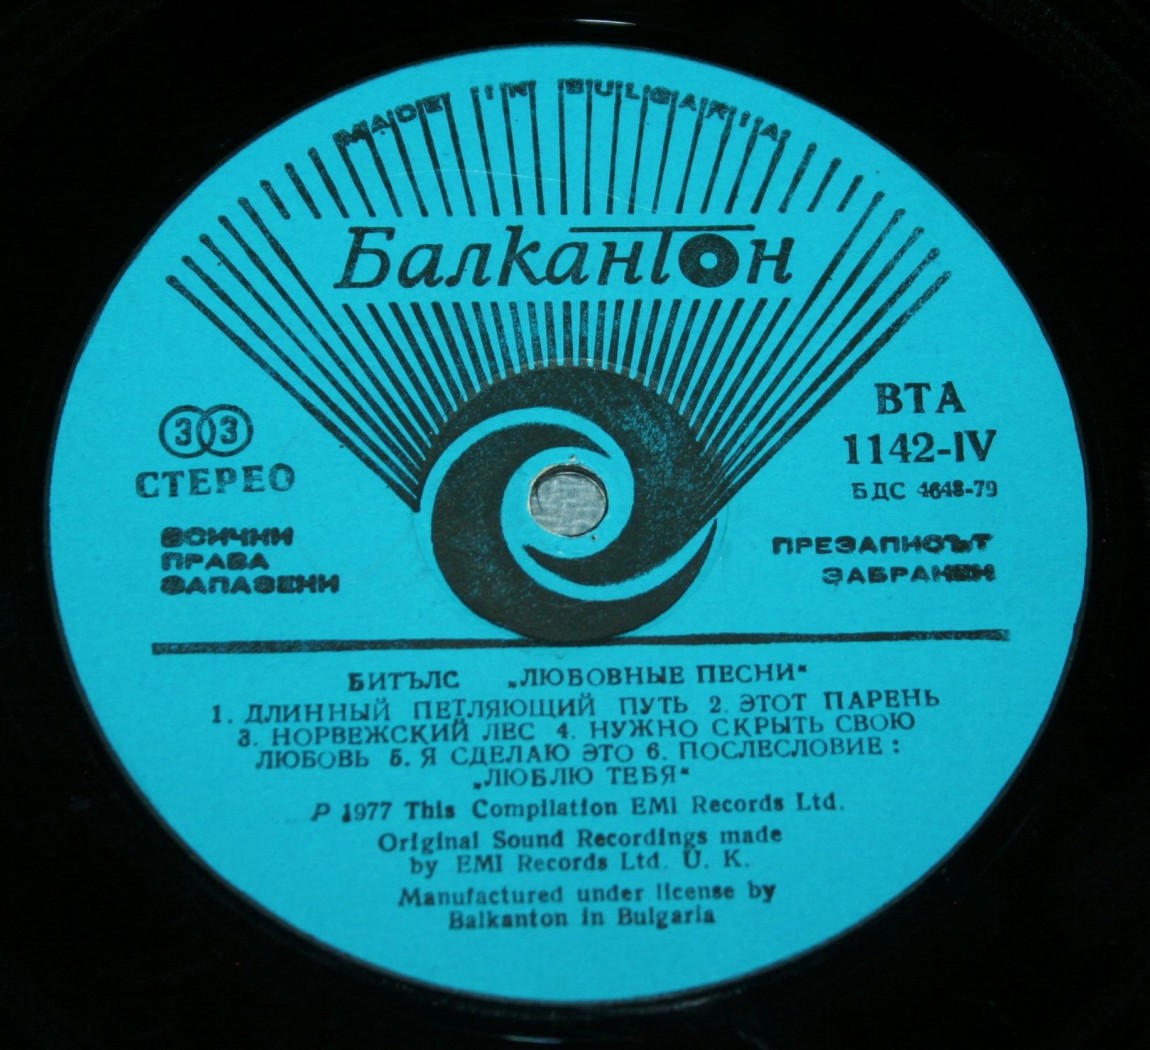 MADE IN BULGARIA
Балкантон
33
СТЕРЕО
ВСИЧКИ
ПРАВА
ЗАПАЗЕНИ
ВТА
1142-IV
БДС 4648-79
ПРЕЗАПИСЪТ
ЗАБРАНЕН
БИТЪЛС „ЛЮБОВНЫЕ ПЕСНИ“
1. ДЛИННЫЙ ПЕТЛЯЮЩИЙ ПУТЬ 2. ЭТОТ ПАРЕНЬ
3. НОРВЕЖСКИЙ ЛЕС 4. НУЖНО СКРЫТЬ СВОЮ
ЛЮБОВЬ 5. Я СДЕЛАЮ ЭТО 6. ПОСЛЕСЛОВИЕ :
„ЛЮБЛЮ ТЕБЯ“
P 1977 This Compilation EMI Records Ltd.
Original Sound Recordings made
by EMI Records Ltd. U. K.
Manufactured under license by
Balkanton in Bulgaria